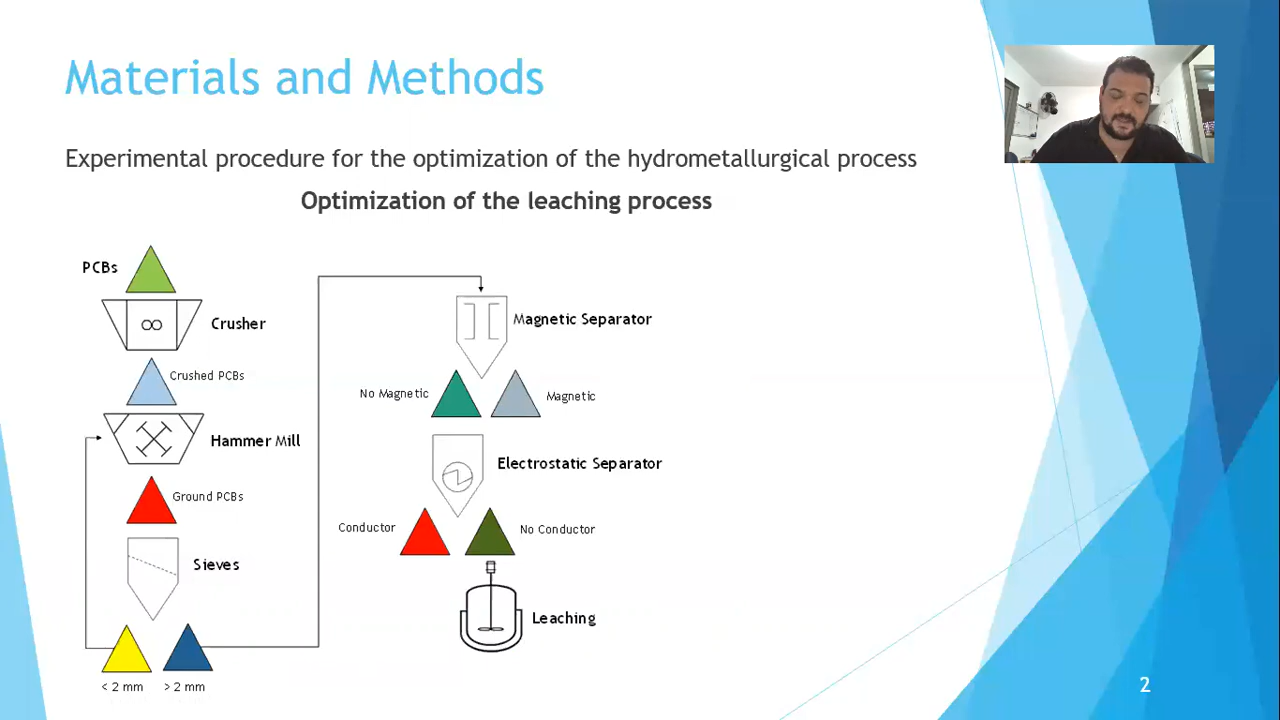 Materials and Methods
Experimental procedure for the optimization of the hydrometallurgical process
Optimization of the leaching process
PCBs
Crusher
Crushed PCBs
Hammer Mill
Ground PCBs
Sieves
< 2 mm
> 2 mm
Magnetic Separator
No Magnetic
Magnetic
Electrostatic Separator
Conductor
No Conductor
Leaching
2